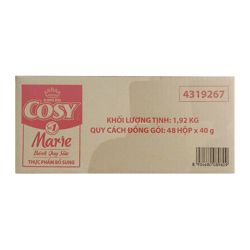 KINH ĐÔ
COSY
#1
Marie
Bánh Quy Sữa
THỰC PHẨM BỔ SUNG
4319267
KHỐI LƯỢNG TỊNH: 1,92 KG
QUY CÁCH ĐÓNG GÓI: 48 HỘP x 40 g